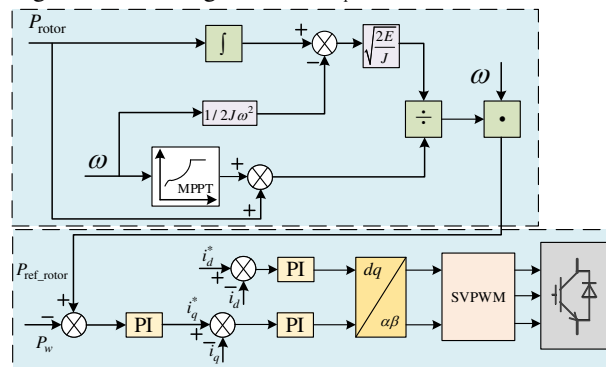 P_rotor
∫
+
−
√(2E/J)
ω
1/2Jω²
÷
•
ω
MPPT
+
+
P_ref_rotor
i_d^*
+
−
i_d
PI
dq
αβ
SVPWM
+
−
P_w
PI
i_q^*
+
−
i_q
PI